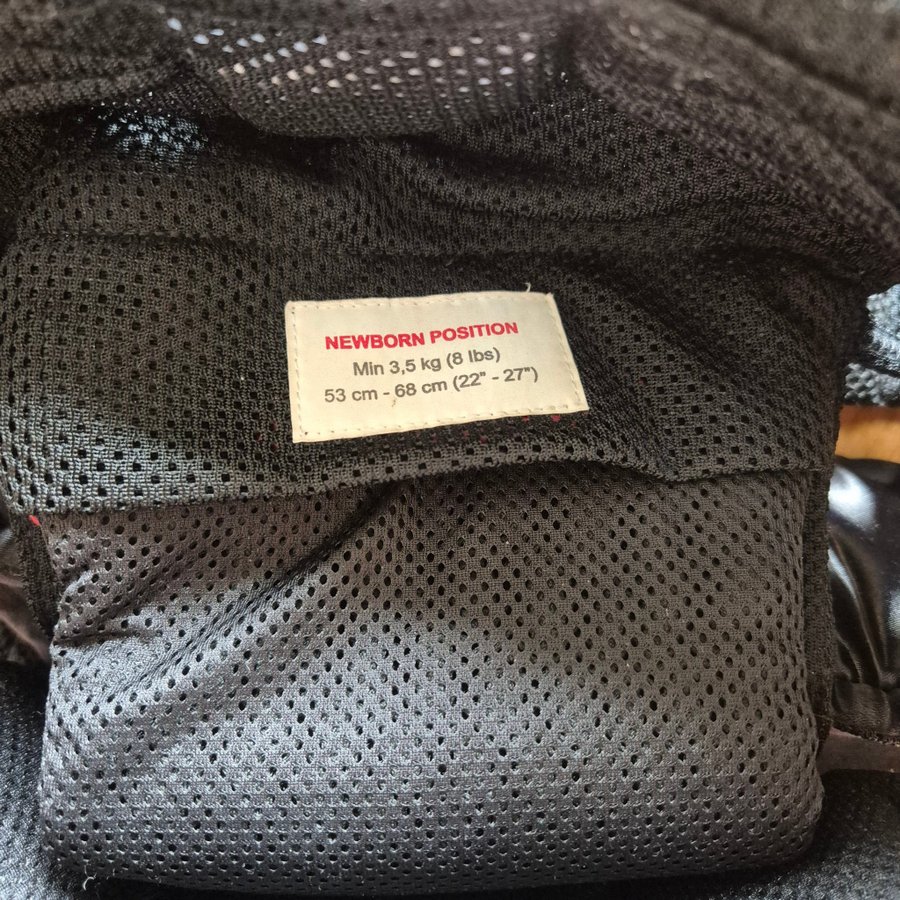 NEWBORN POSITION
Min 3,5 kg (8 lbs)
53 cm - 68 cm (22" - 27")